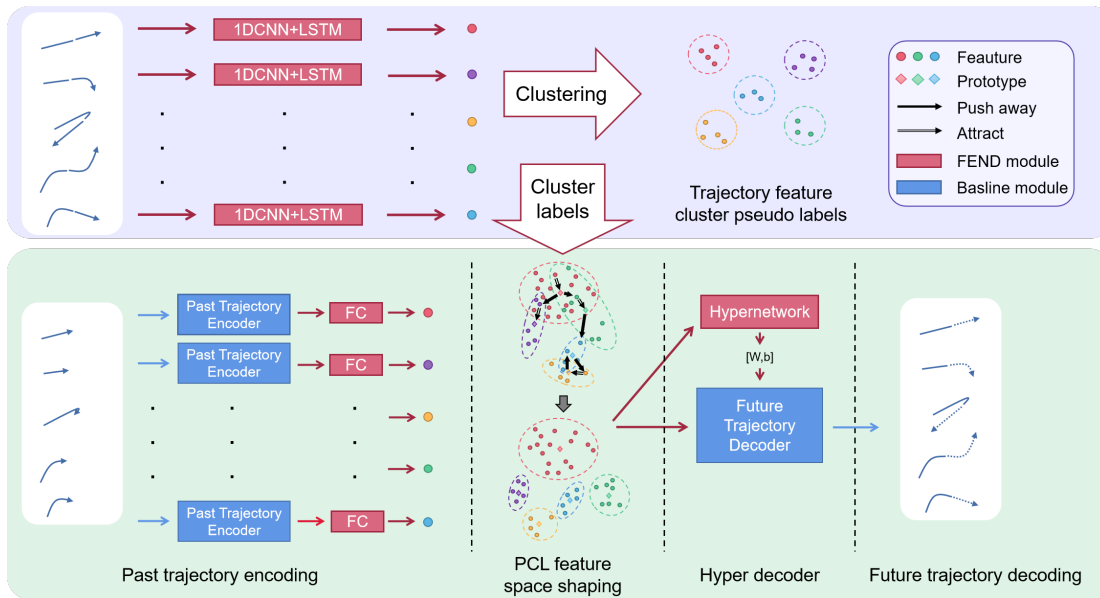 1DCNN+LSTM
1DCNN+LSTM
1DCNN+LSTM
Clustering
Cluster
labels
Trajectory feature
cluster pseudo labels
Feauture
Prototype
Push away
Attract
FEND module
Basline module
Past Trajectory
Encoder
FC
Past Trajectory
Encoder
FC
Past Trajectory
Encoder
FC
Past trajectory encoding
PCL feature
space shaping
Hypernetwork
[W,b]
Future
Trajectory
Decoder
Hyper decoder
Future trajectory decoding